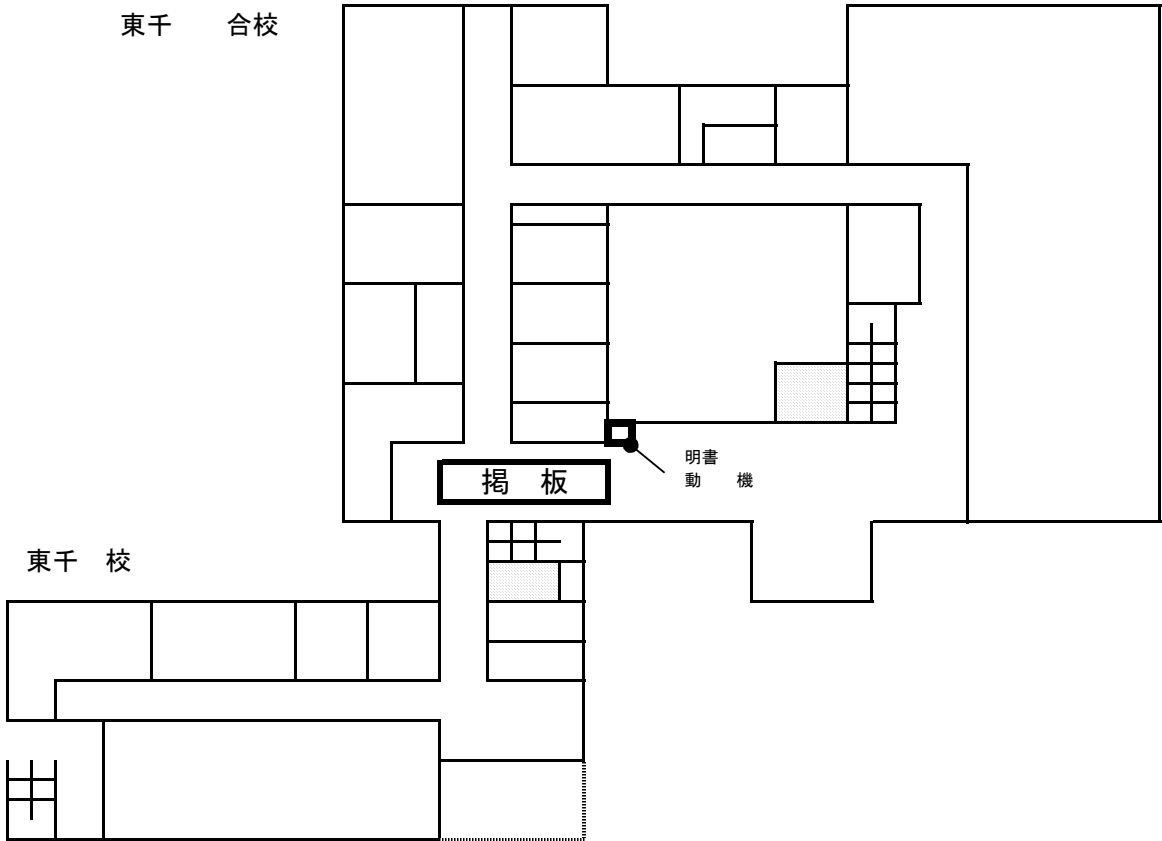 東千　　合校
明書
動　機
掲　板
東千　校